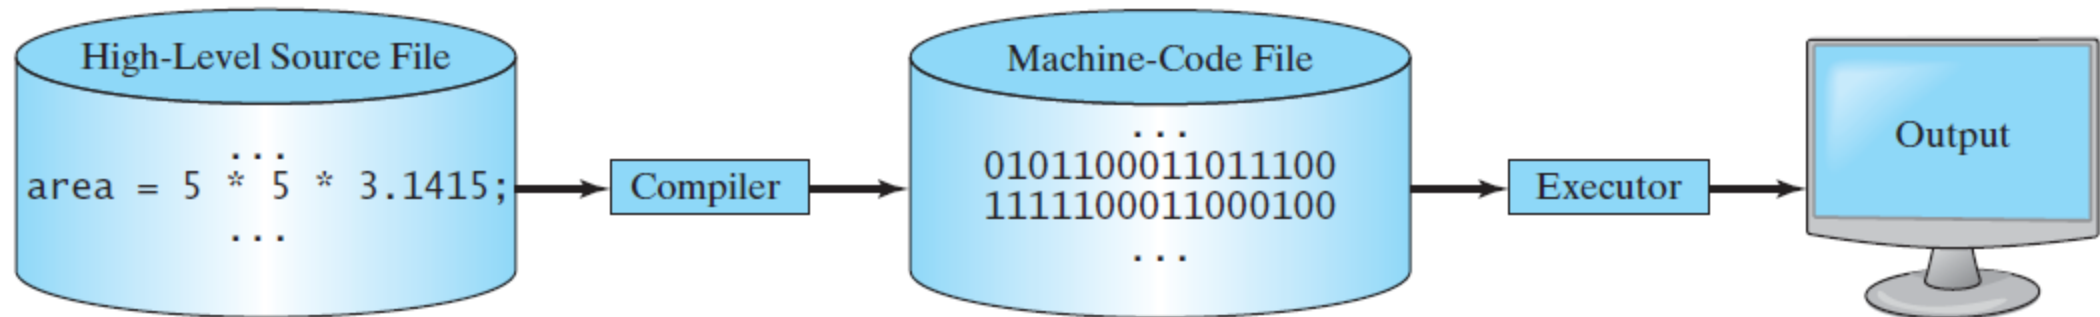 High-Level Source File
...
area = 5 * 5 * 3.1415;
...
Compiler
Machine-Code File
...
0101100011011100
1111100011000100
...
Executor
Output